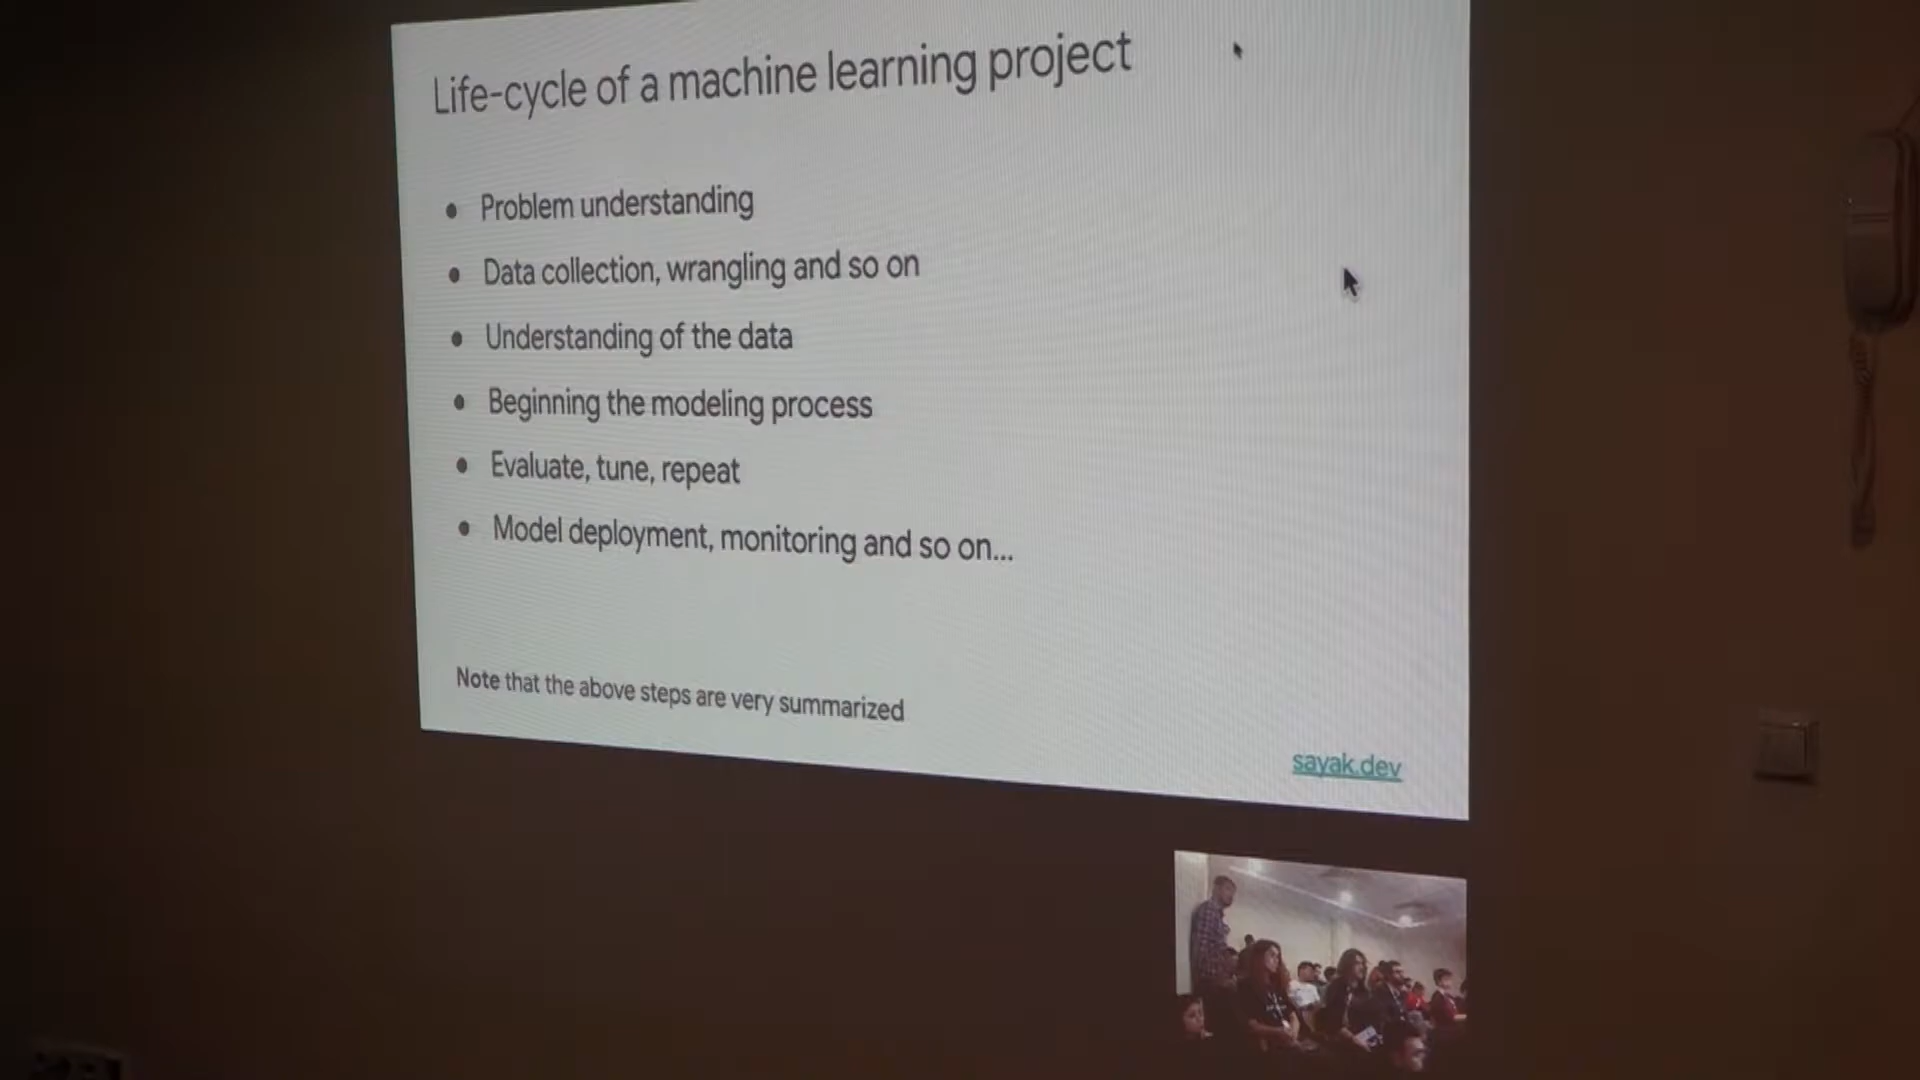 Life-cycle of a machine learning project
● Problem understanding
● Data collection, wrangling and so on
● Understanding of the data
● Beginning the modeling process
● Evaluate, tune, repeat
● Model deployment, monitoring and so on...
Note that the above steps are very summarized
sayak.dev